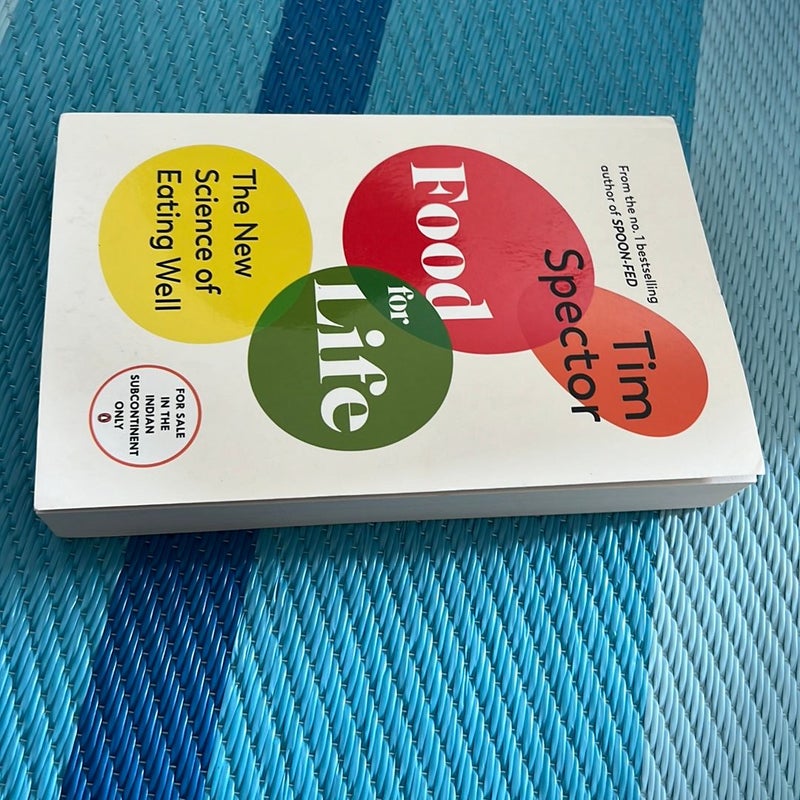 From the no. 1 bestselling
author of SPOON-FED
Tim
Spector
Food
for
Life
The New
Science of
Eating Well
FOR SALE
IN THE
INDIAN
SUBCONTINENT
ONLY